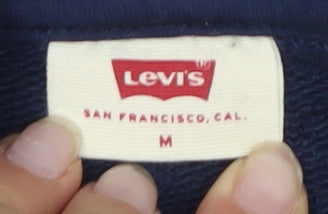 Levi's
®
SAN FRANCISCO, CAL.
M